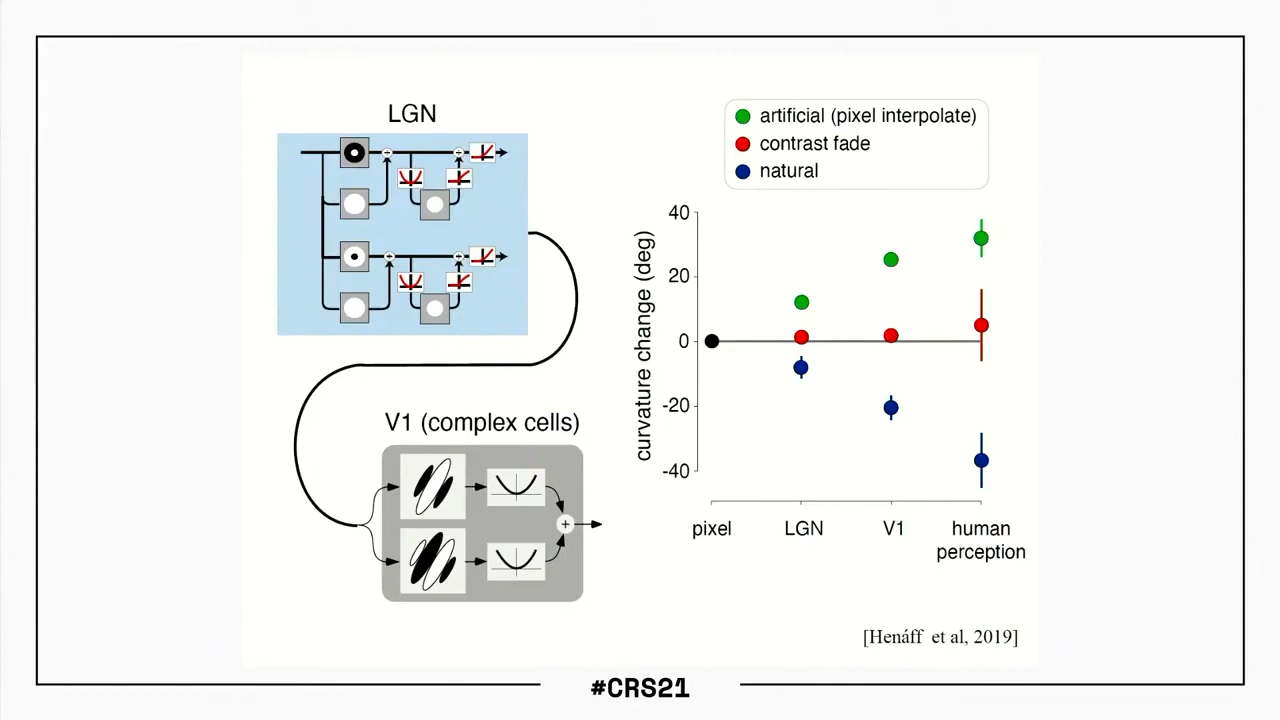 LGN
V1 (complex cells)
artificial (pixel interpolate)
contrast fade
natural
curvature change (deg)
40
20
0
-20
-40
pixel
LGN
V1
human
perception
[Henáff et al, 2019]
#CRS21